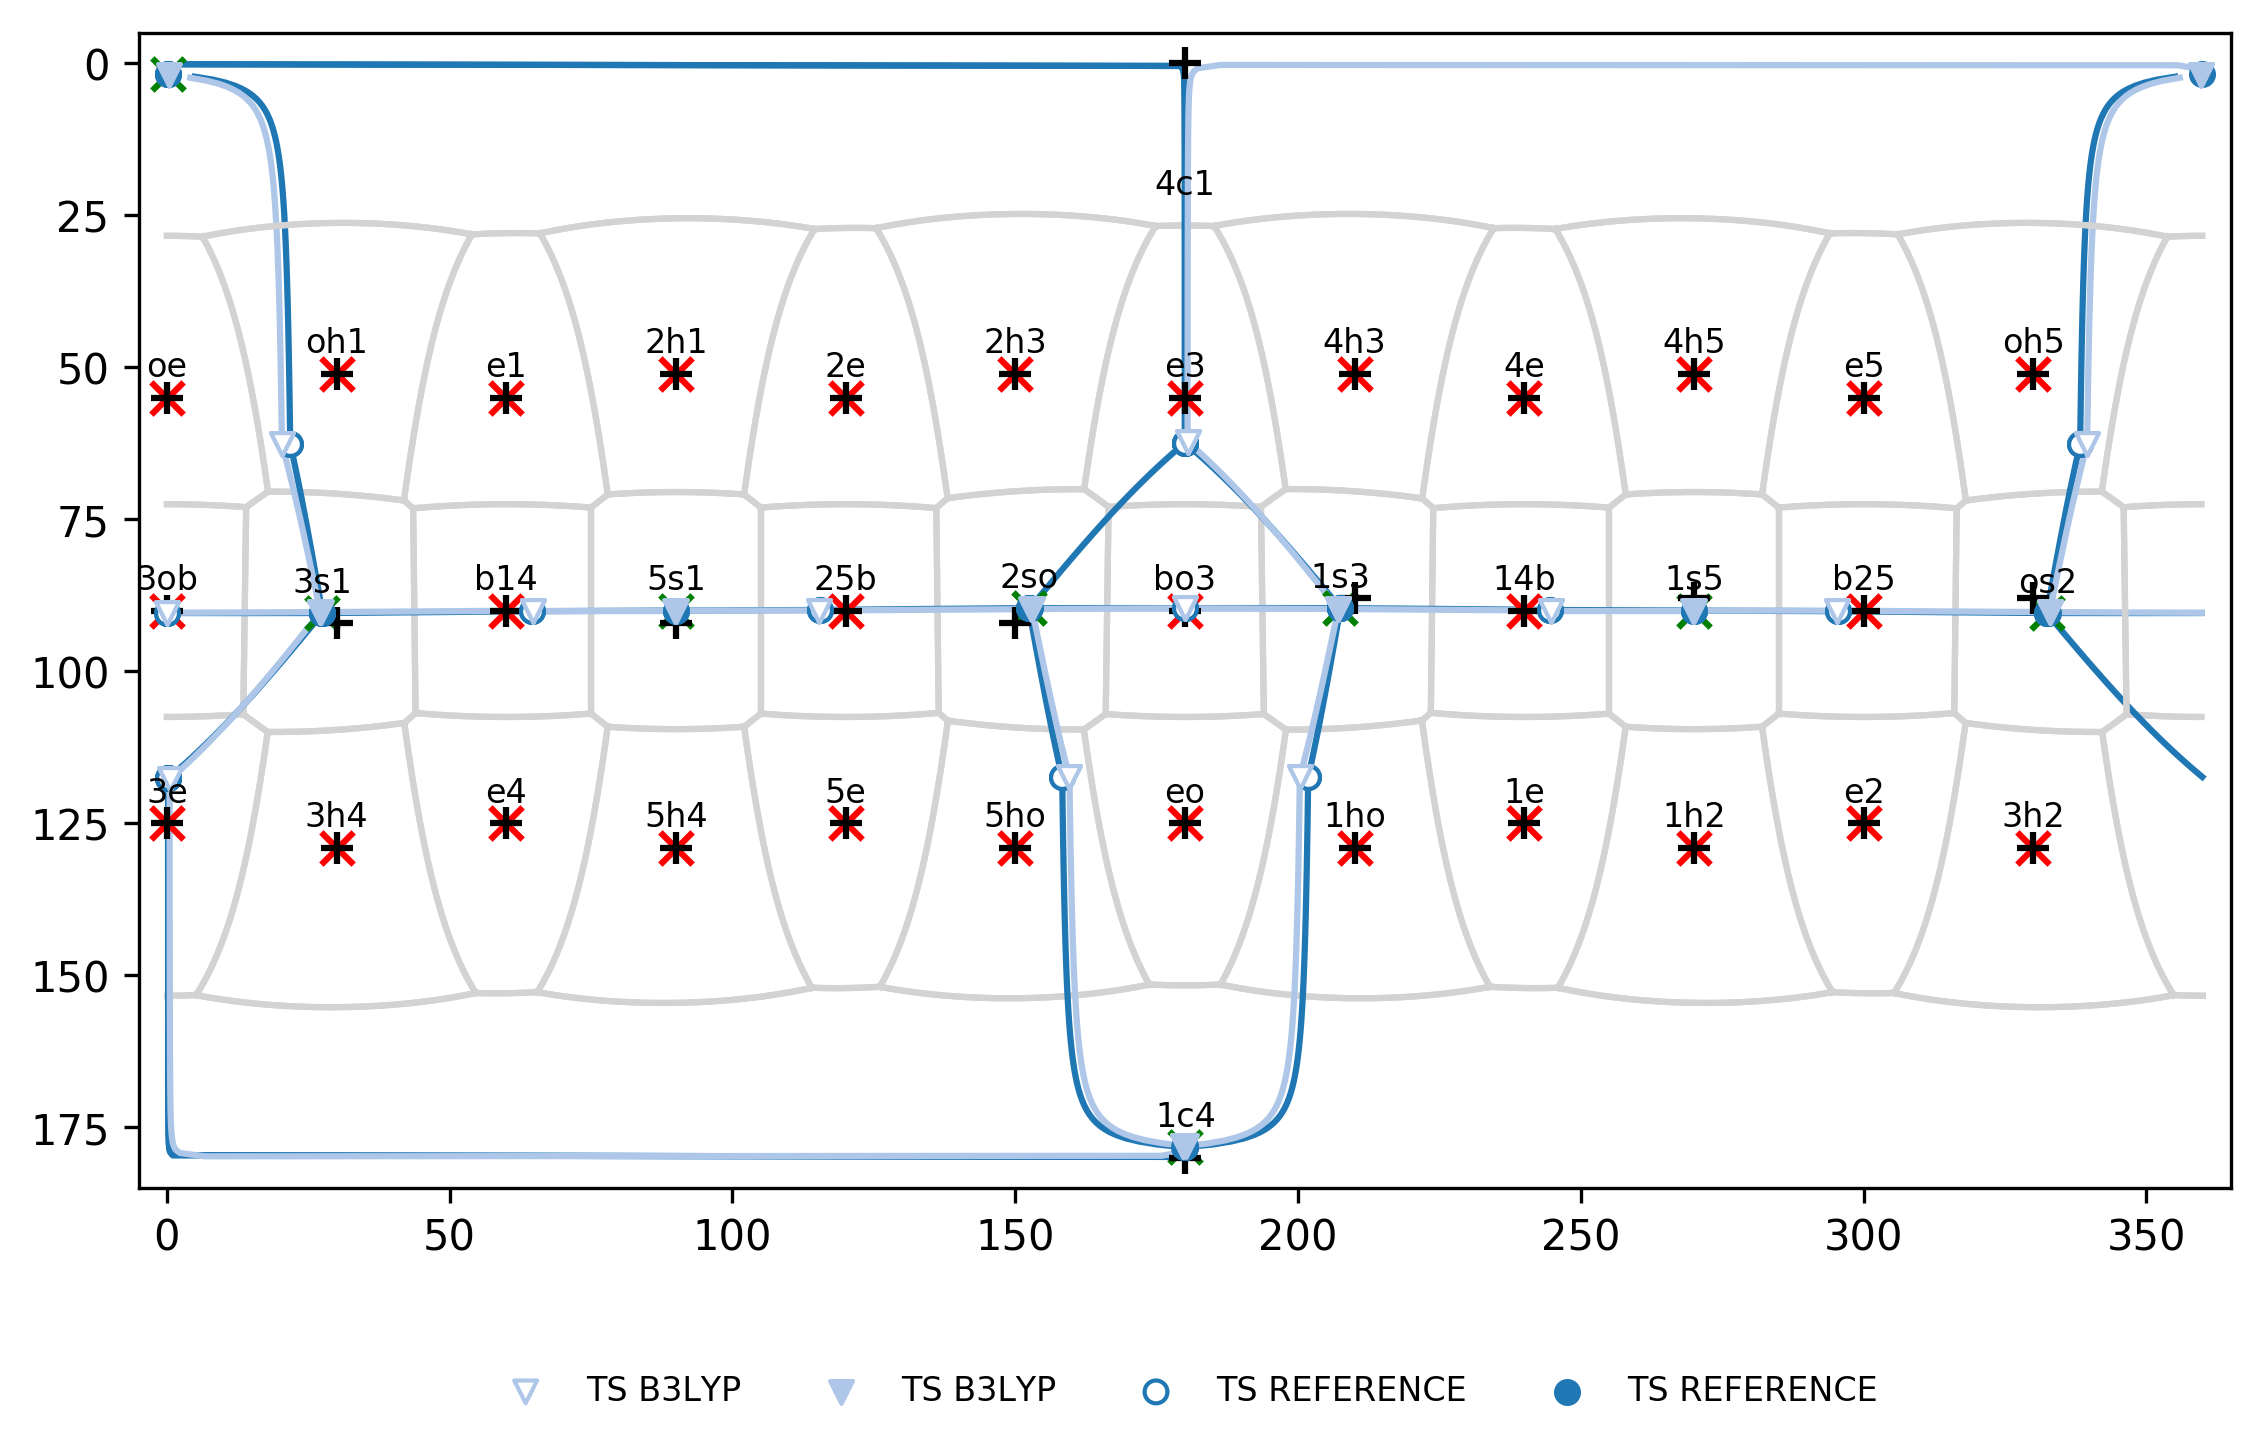 0
4c1
25
oh1 2h1 2h3 4h3 4h5 oh5
50 oe e1 2e e3 4e e5
75
3ob 3s1 b14 5s1 25b 2so bo3 1s3 14b 1s5 b25 os2
100
3e e4 5e eo 1e e2
125 3h4 5h4 5ho 1ho 1h2 3h2
150
1c4
175
0 50 100 150 200 250 300 350
TS B3LYP TS B3LYP TS REFERENCE TS REFERENCE